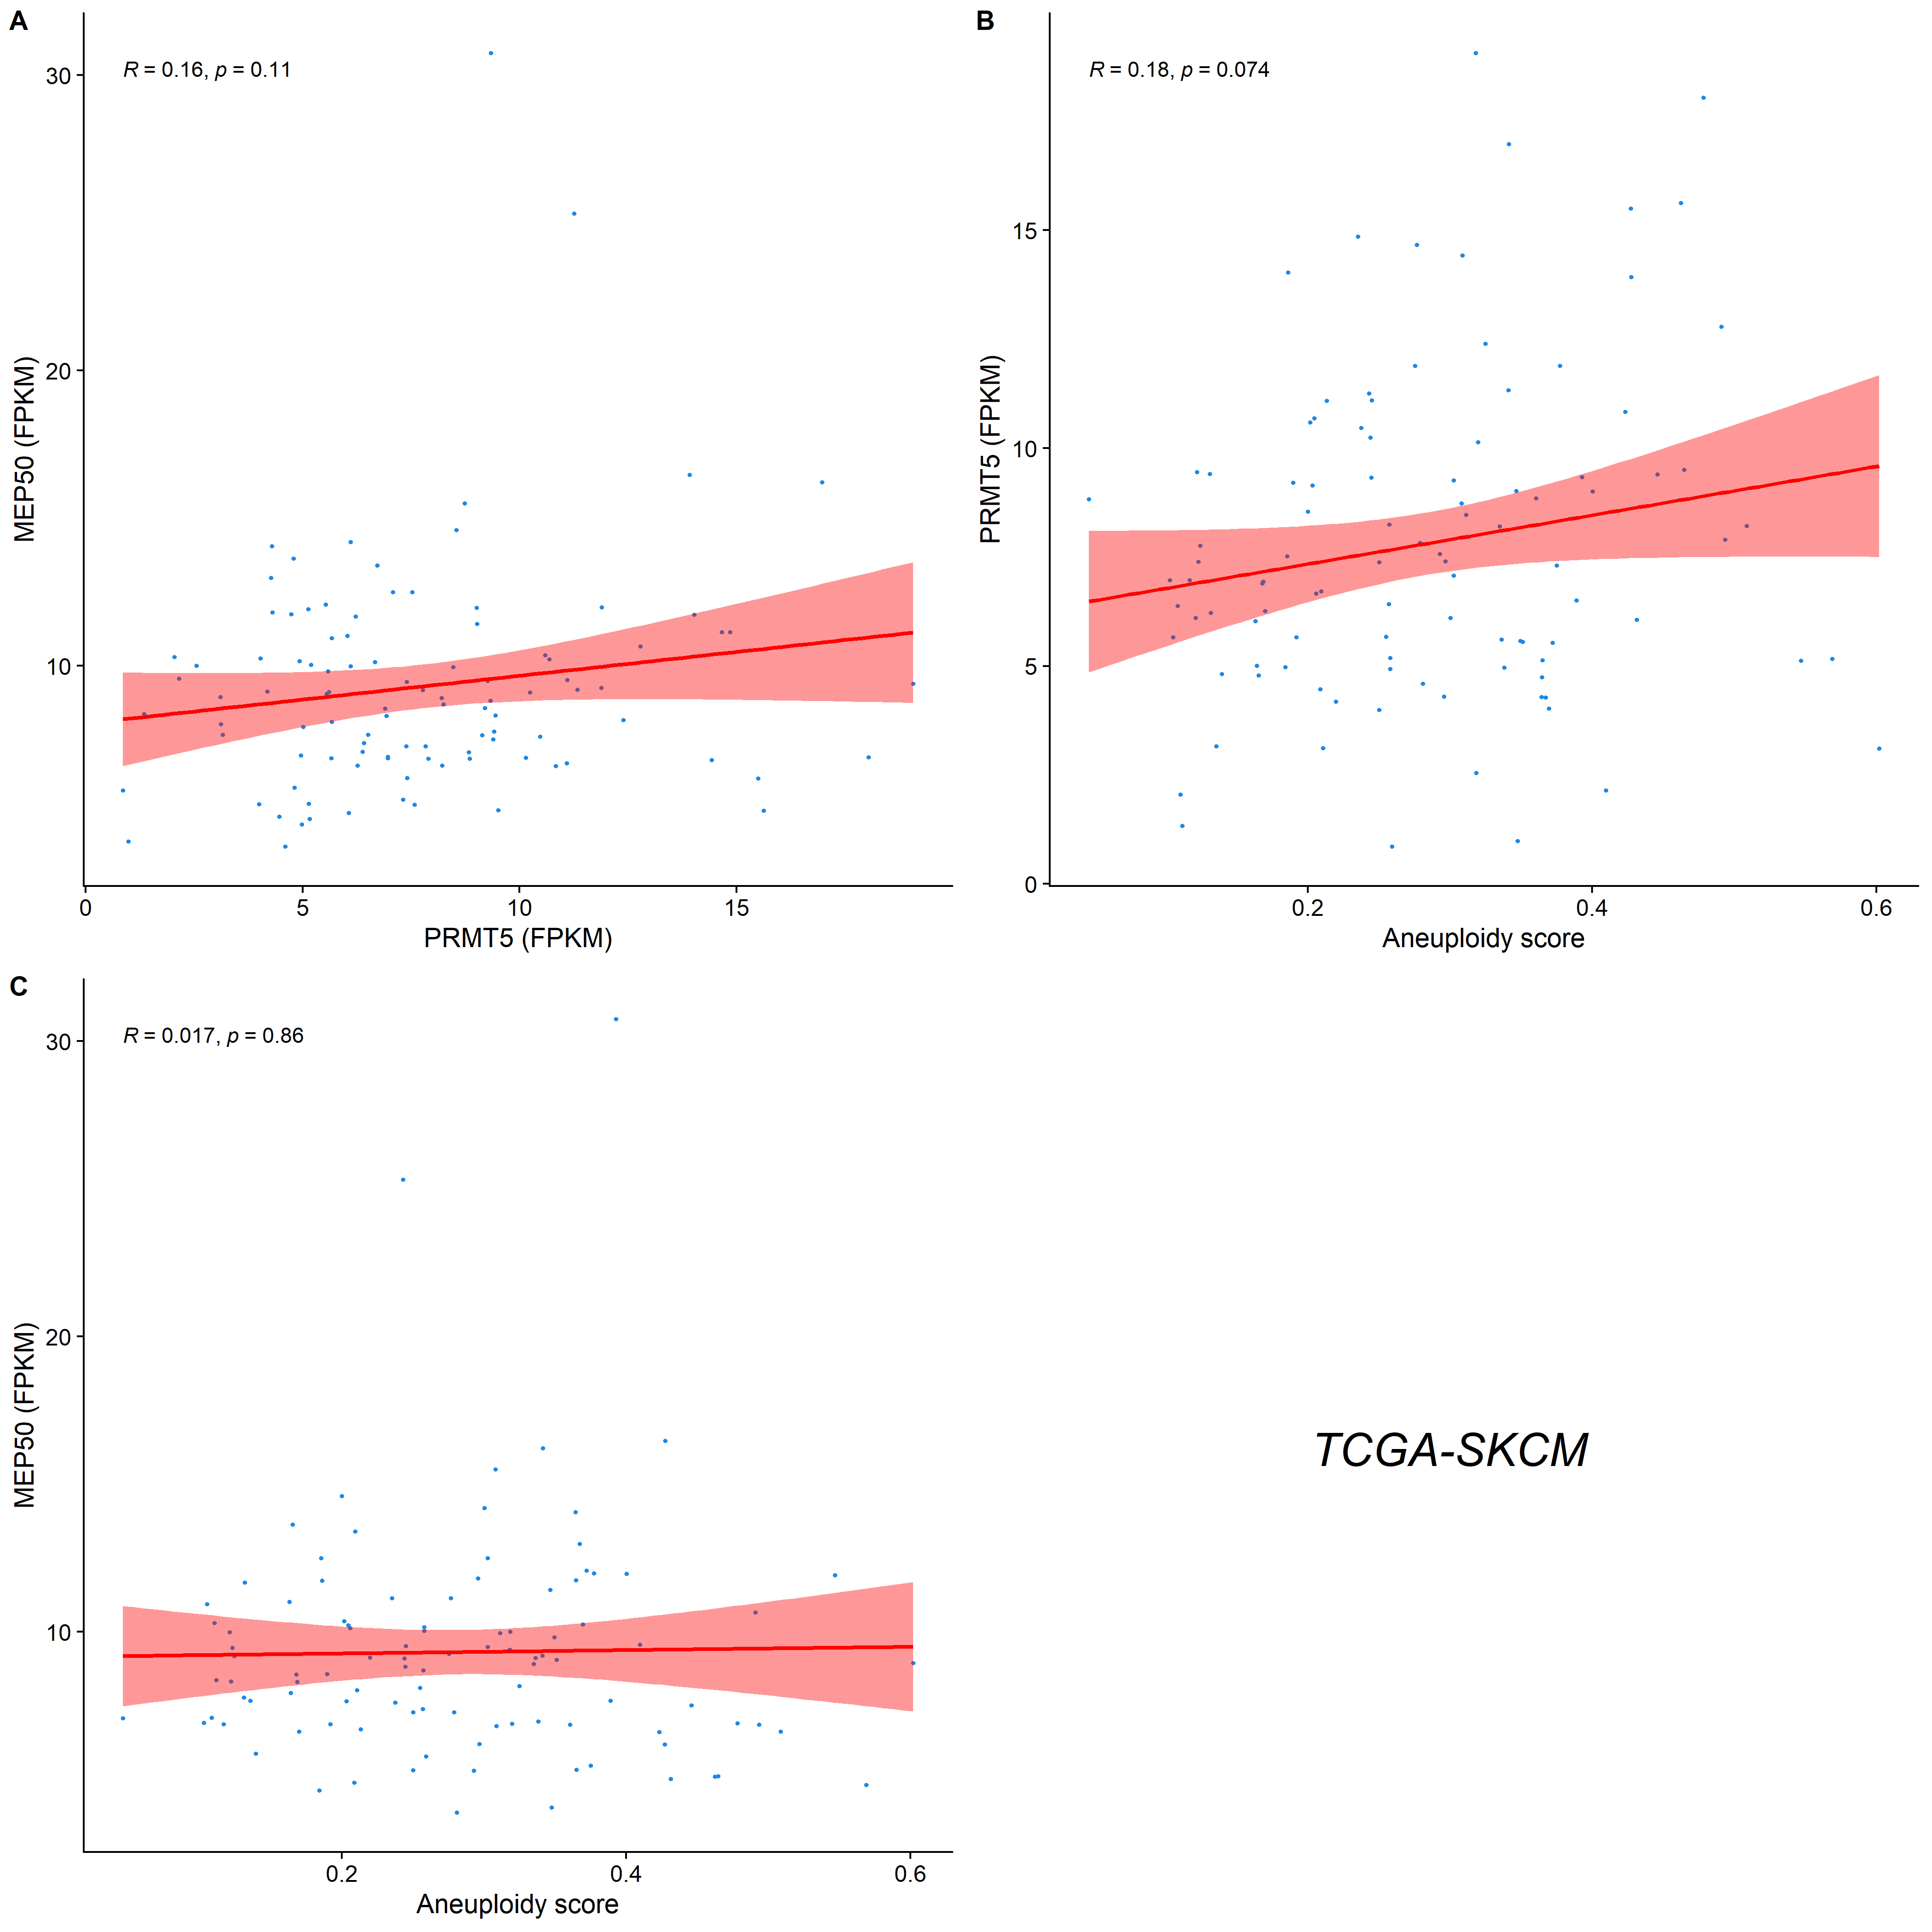 A
R = 0.16, p = 0.11
30
20
10
MEP50 (FPKM)
0 5 10 15
PRMT5 (FPKM)
B
R = 0.18, p = 0.074
15
10
5
0
PRMT5 (FPKM)
0.2 0.4 0.6
Aneuploidy score
C
R = 0.017, p = 0.86
30
20
10
MEP50 (FPKM)
0.2 0.4 0.6
Aneuploidy score
TCGA-SKCM